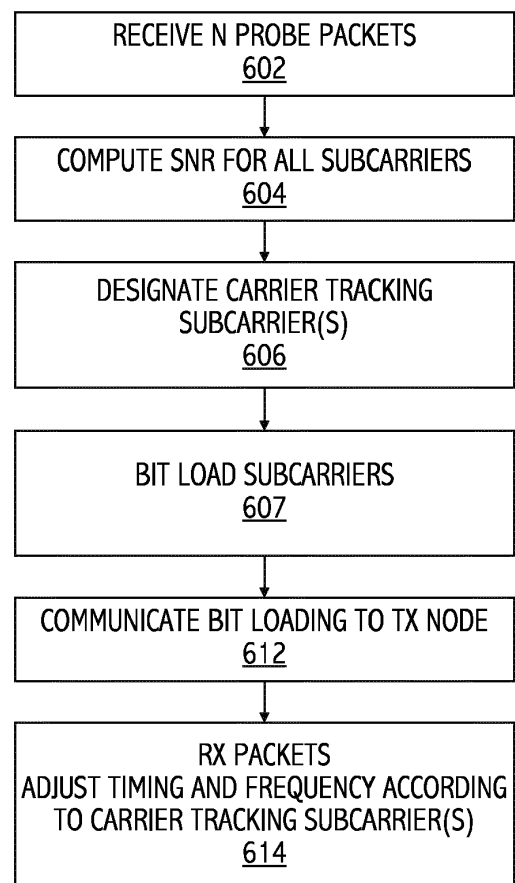 RECEIVE N PROBE PACKETS
602
COMPUTE SNR FOR ALL SUBCARRIERS
604
DESIGNATE CARRIER TRACKING
SUBCARRIER(S)
606
BIT LOAD SUBCARRIERS
607
COMMUNICATE BIT LOADING TO TX NODE
612
RX PACKETS
ADJUST TIMING AND FREQUENCY ACCORDING
TO CARRIER TRACKING SUBCARRIER(S)
614